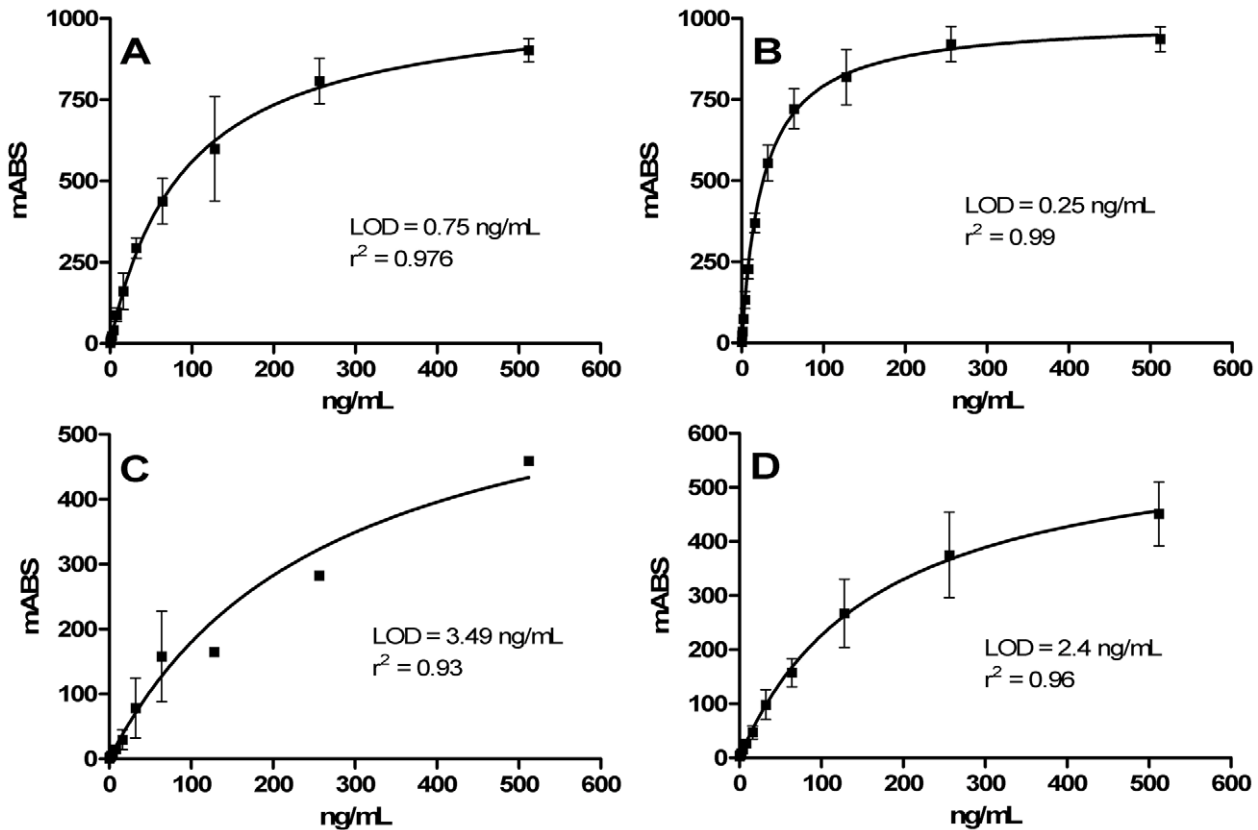 A
mABS
1000
750
500
250
0
LOD = 0.75 ng/mL
r² = 0.976
0 100 200 300 400 500 600
ng/mL
B
mABS
1000
750
500
250
0
LOD = 0.25 ng/mL
r² = 0.99
0 100 200 300 400 500 600
ng/mL
C
mABS
500
400
300
200
100
0
LOD = 3.49 ng/mL
r² = 0.93
0 100 200 300 400 500 600
ng/mL
D
mABS
600
500
400
300
200
100
0
LOD = 2.4 ng/mL
r² = 0.96
0 100 200 300 400 500 600
ng/mL